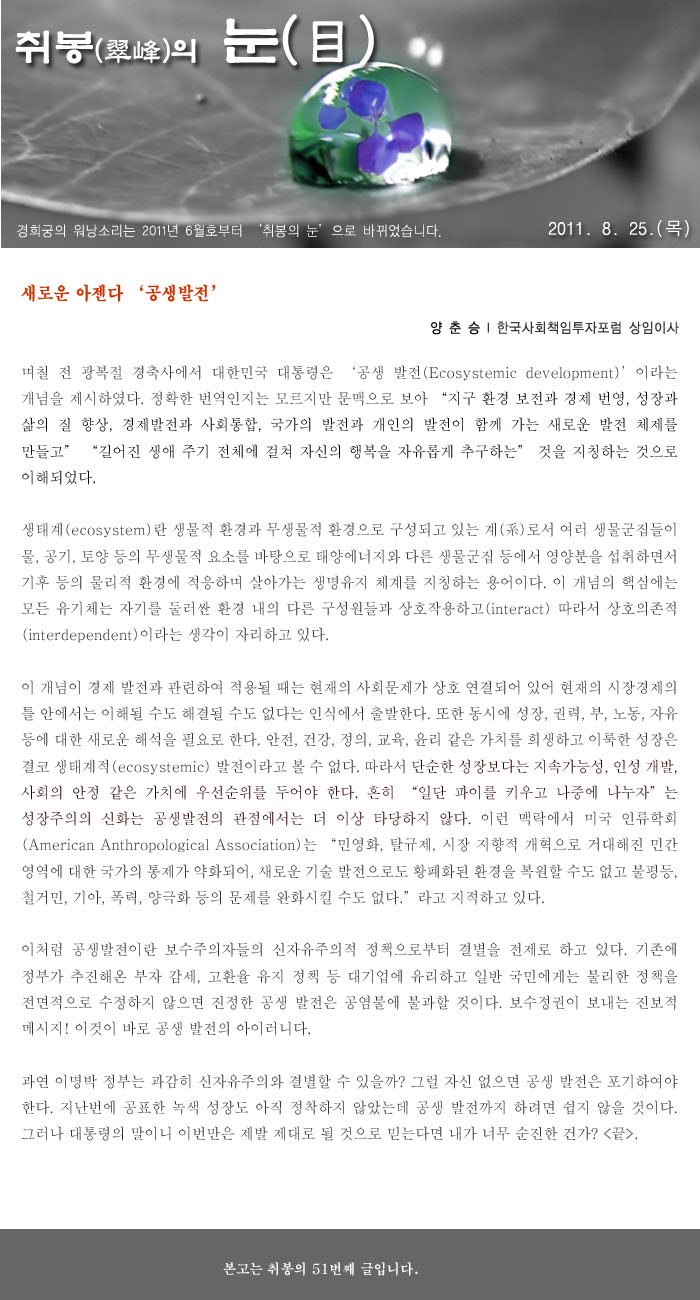 취봉(翠峰)의 눈(目)
경희궁의 워낭소리는 2011년 6월호부터 ‘취봉의 눈’으로 바뀌었습니다.
2011. 8. 25.(목)
새로운 아젠다 ‘공생발전’
양 춘 승 | 한국사회책임투자포럼 상임이사
며칠 전 광복절 경축사에서 대한민국 대통령은 ‘공생 발전(Ecosystemic development)’이라는
개념을 제시하였다. 정확한 번역인지는 모르지만 문맥으로 보아 “지구 환경 보전과 경제 번영, 성장과
삶의 질 향상, 경제발전과 사회통합, 국가의 발전과 개인의 발전이 함께 가는 새로운 발전 체제를
만들고” “길어진 생애 주기 전체에 걸쳐 자신의 행복을 자유롭게 추구하는” 것을 지칭하는 것으로
이해되었다.
생태계(ecosystem)란 생물적 환경과 무생물적 환경으로 구성되고 있는 계(系)로서 여러 생물군집들이
물, 공기, 토양 등의 무생물적 요소를 바탕으로 태양에너지와 다른 생물군집 등에서 영양분을 섭취하면서
기후 등의 물리적 환경에 적응하며 살아가는 생명유지 체계를 지칭하는 용어이다. 이 개념의 핵심에는
모든 유기체는 자기를 둘러싼 환경 내의 다른 구성원들과 상호작용하고(interact) 따라서 상호의존적
(interdependent)이라는 생각이 자리하고 있다.
이 개념이 경제 발전과 관련하여 적용될 때는 현재의 사회문제가 상호 연결되어 있어 현재의 시장경제의
틀 안에서는 이해될 수도 해결될 수도 없다는 인식에서 출발한다. 또한 동시에 성장, 권력, 부, 노동, 자유
등에 대한 새로운 해석을 필요로 한다. 안전, 건강, 정의, 교육, 윤리 같은 가치를 희생하고 이룩한 성장은
결코 생태계적(ecosystemic) 발전이라고 볼 수 없다. 따라서 단순한 성장보다는 지속가능성, 인성 개발,
사회의 안정 같은 가치에 우선순위를 두어야 한다. 흔히 “일단 파이를 키우고 나중에 나누자”는
성장주의의 신화는 공생발전의 관점에서는 더 이상 타당하지 않다. 이런 맥락에서 미국 인류학회
(American Anthropological Association)는 “민영화, 탈규제, 시장 지향적 개혁으로 거대해진 민간
영역에 대한 국가의 통제가 약화되어, 새로운 기술 발전으로도 황폐화된 환경을 복원할 수도 없고 불평등,
철거민, 기아, 폭력, 양극화 등의 문제를 완화시킬 수도 없다.”라고 지적하고 있다.
이처럼 공생발전이란 보수주의자들의 신자유주의적 정책으로부터 결별을 전제로 하고 있다. 기존에
정부가 추진해온 부자 감세, 고환율 유지 정책 등 대기업에 유리하고 일반 국민에게는 불리한 정책을
전면적으로 수정하지 않으면 진정한 공생 발전은 공염불에 불과할 것이다. 보수정권이 보내는 진보적
메시지! 이것이 바로 공생 발전의 아이러니다.
과연 이명박 정부는 과감히 신자유주의와 결별할 수 있을까? 그럴 자신 없으면 공생 발전은 포기하여야
한다. 지난번에 공표한 녹색 성장도 아직 정착하지 않았는데 공생 발전까지 하려면 쉽지 않을 것이다.
그러나 대통령의 말이니 이번만은 제발 제대로 될 것으로 믿는다면 내가 너무 순진한 건가? <끝>.
본고는 취봉의 51번째 글입니다.